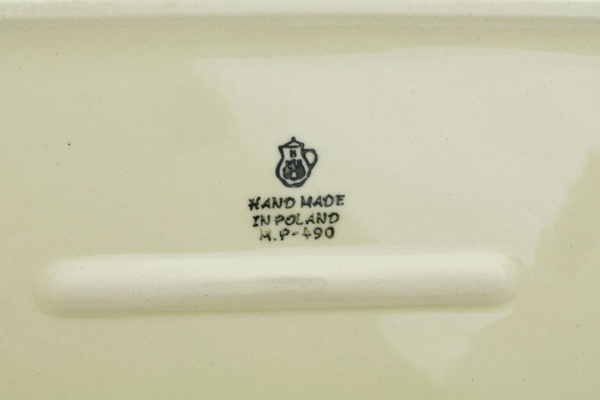 B
HAND MADE
IN POLAND
M.P-490